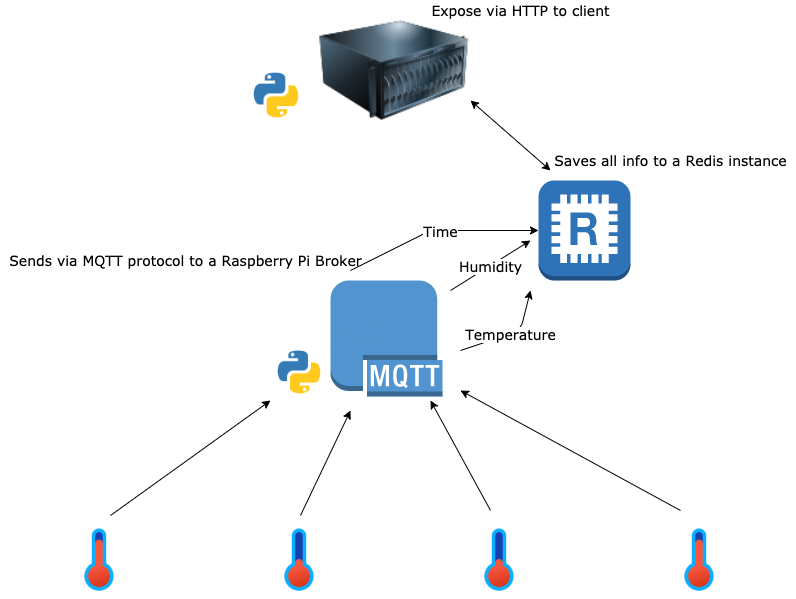 Expose via HTTP to client
Saves all info to a Redis instance
R
Time
Sends via MQTT protocol to a Raspberry Pi Broker
Humidity
Temperature
MQTT